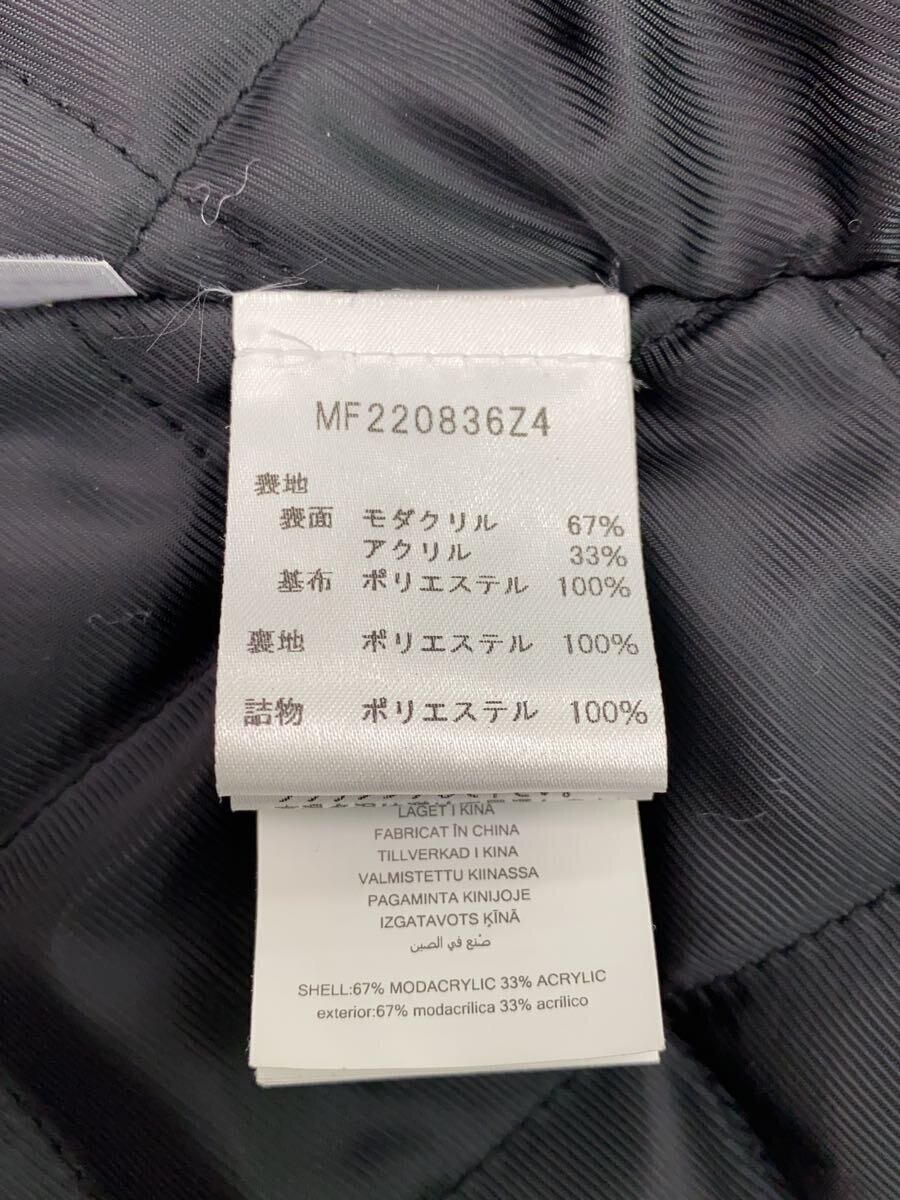 MF220836Z4
表地
表面 モダクリル 67%
アクリル 33%
基布 ポリエステル 100%
裏地 ポリエステル 100%
詰物 ポリエステル 100%
LAGET I KINA
FABRICAT ÎN CHINA
TILLVERKAD I KINA
VALMISTETTU KIINASSA
PAGAMINTA KINIJOJE
IZGATAVOTS ĶĪNĀ
صنع في الصين
SHELL:67% MODACRYLIC 33% ACRYLIC
exterior:67% modacrílica 33% acrílico